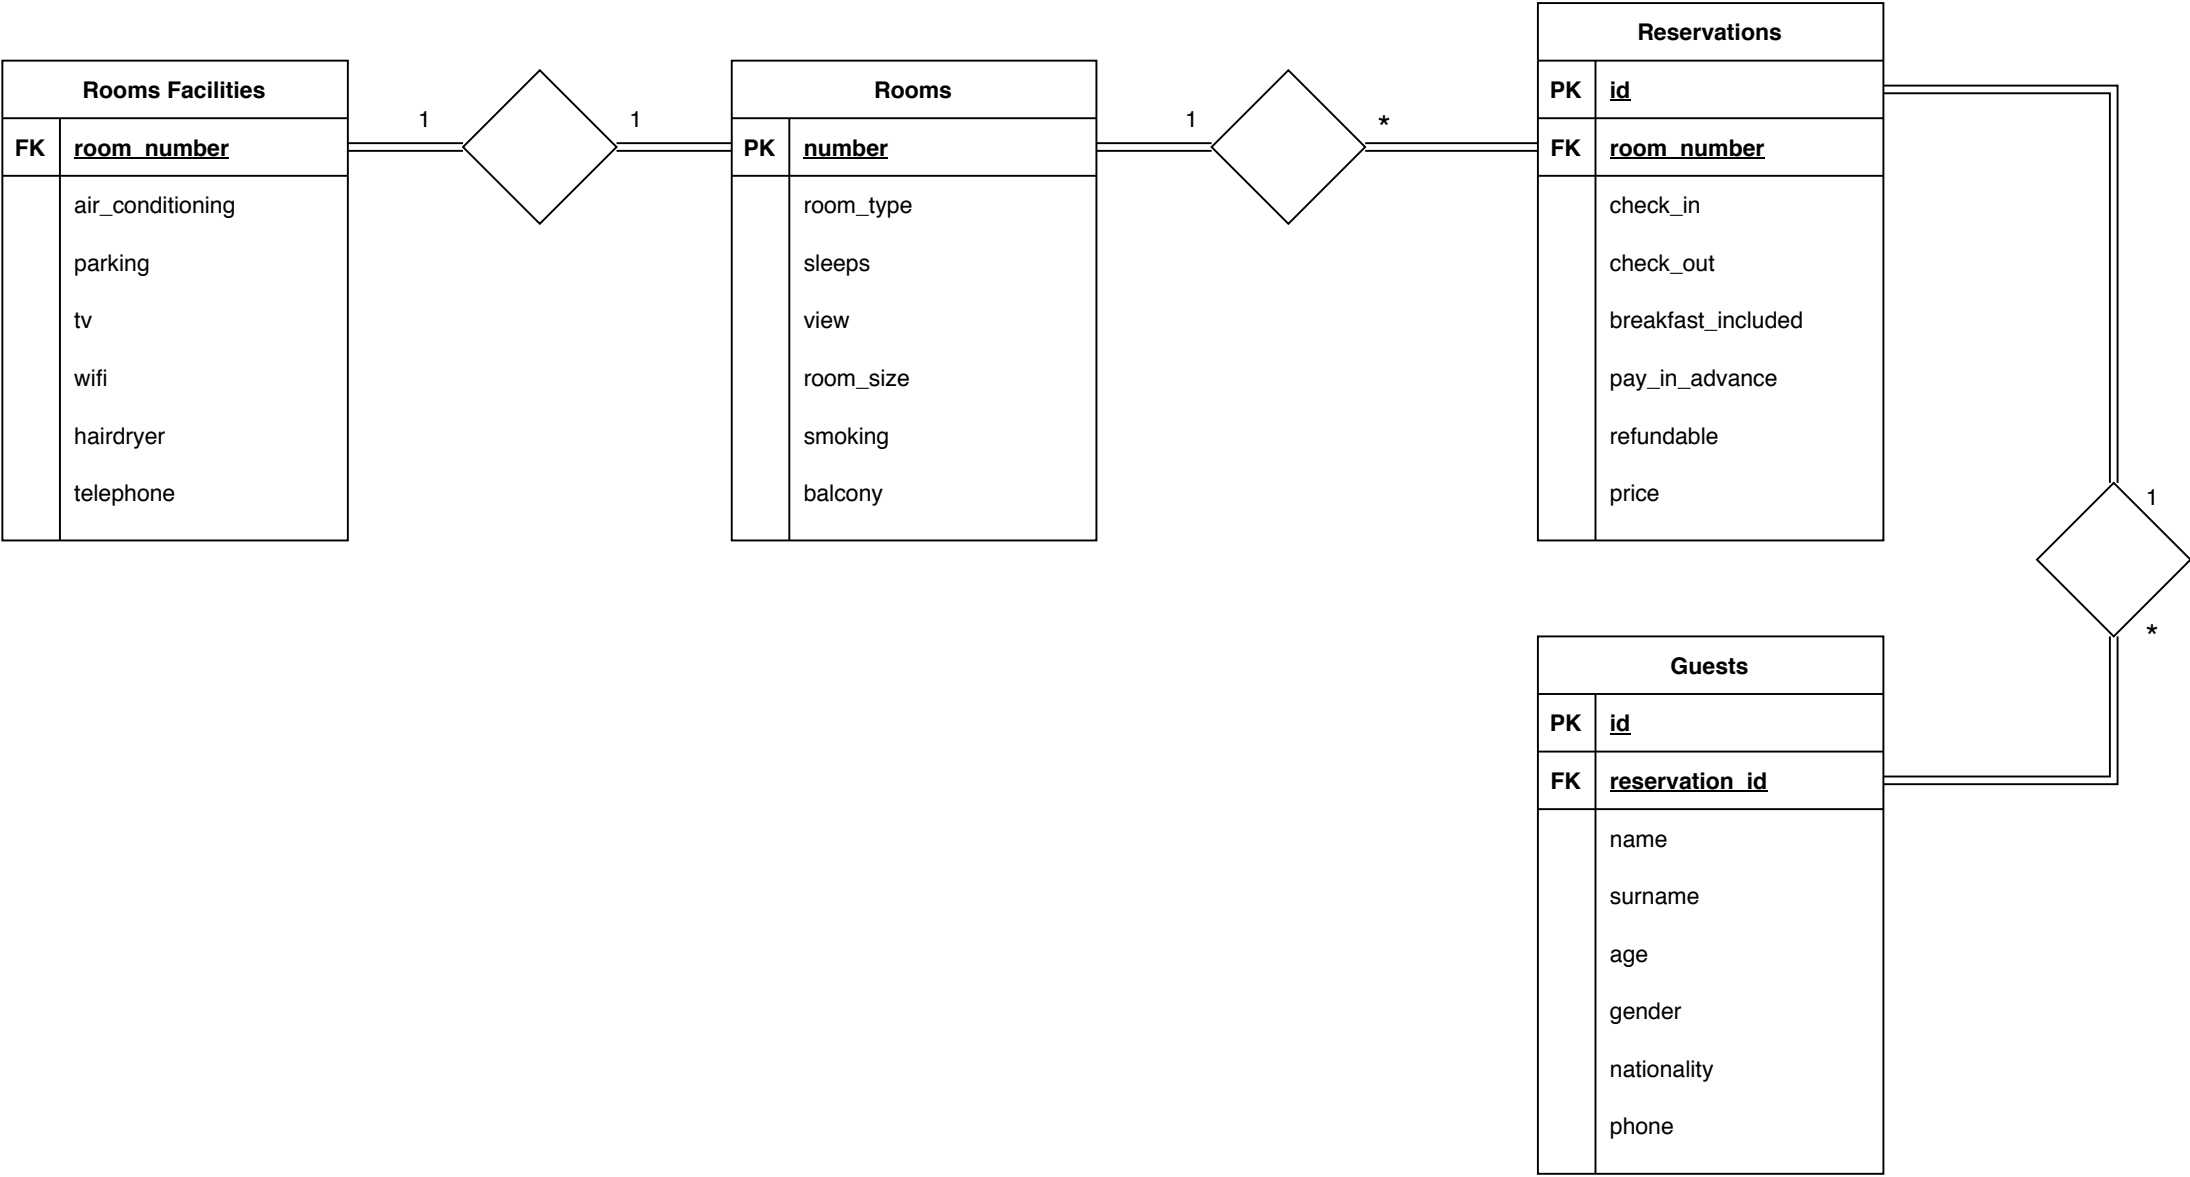 Rooms Facilities
FK room_number
air_conditioning
parking
tv
wifi
hairdryer
telephone
1
1
Rooms
PK number
room_type
sleeps
view
room_size
smoking
balcony
1
*
Reservations
PK id
FK room_number
check_in
check_out
breakfast_included
pay_in_advance
refundable
price
1
*
Guests
PK id
FK reservation_id
name
surname
age
gender
nationality
phone